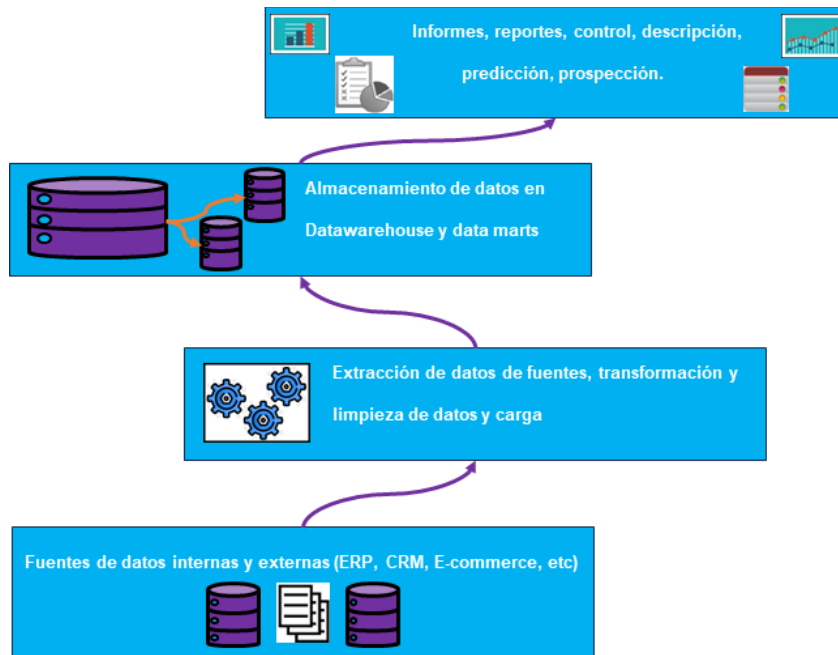 Informes, reportes, control, descripción,
predicción, prospección.
Almacenamiento de datos en
Datawarehouse y data marts
Extracción de datos de fuentes, transformación y
limpieza de datos y carga
Fuentes de datos internas y externas (ERP, CRM, E-commerce, etc)